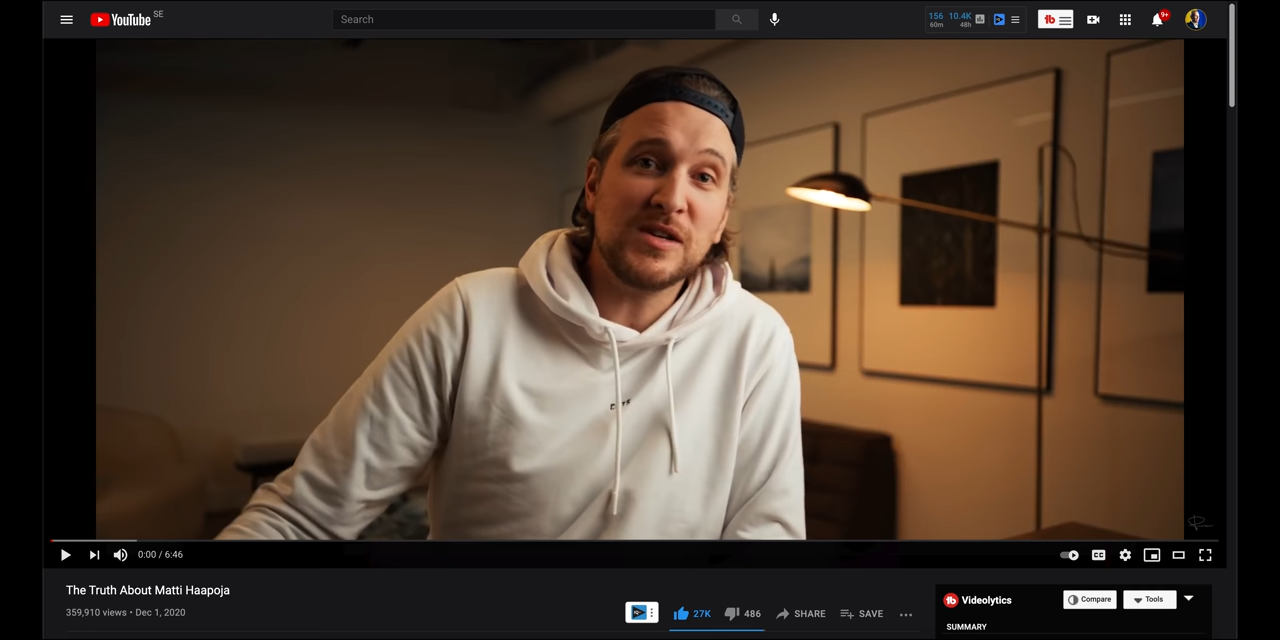 YouTube SE
Search
156 10.4K
60m 48h
9+
0:00 / 6:46
CC
The Truth About Matti Haapoja
359,910 views • Dec 1, 2020
27K 486 SHARE SAVE
Videolytics Compare Tools
SUMMARY